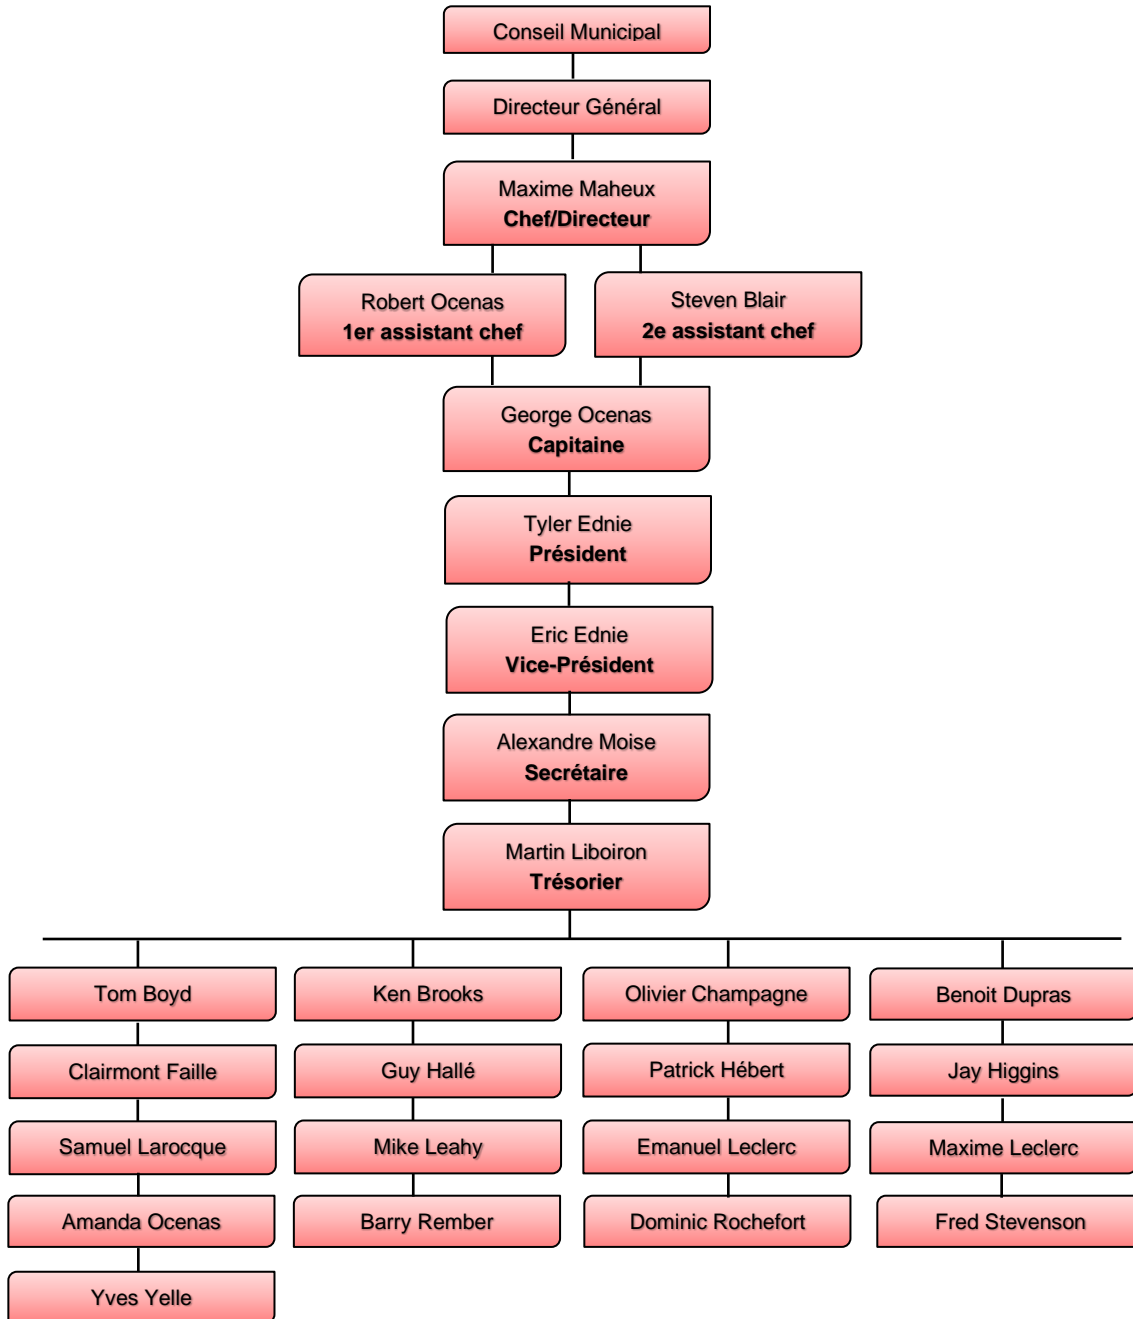 Conseil Municipal
Directeur Général
Maxime Maheux
Chef/Directeur
Robert Ocenas
1er assistant chef
Steven Blair
2e assistant chef
George Ocenas
Capitaine
Tyler Ednie
Président
Eric Ednie
Vice-Président
Alexandre Moise
Secrétaire
Martin Liboiron
Trésorier
Tom Boyd
Ken Brooks
Olivier Champagne
Benoit Dupras
Clairmont Faille
Guy Hallé
Patrick Hébert
Jay Higgins
Samuel Larocque
Mike Leahy
Emanuel Leclerc
Maxime Leclerc
Amanda Ocenas
Barry Rember
Dominic Rochefort
Fred Stevenson
Yves Yelle